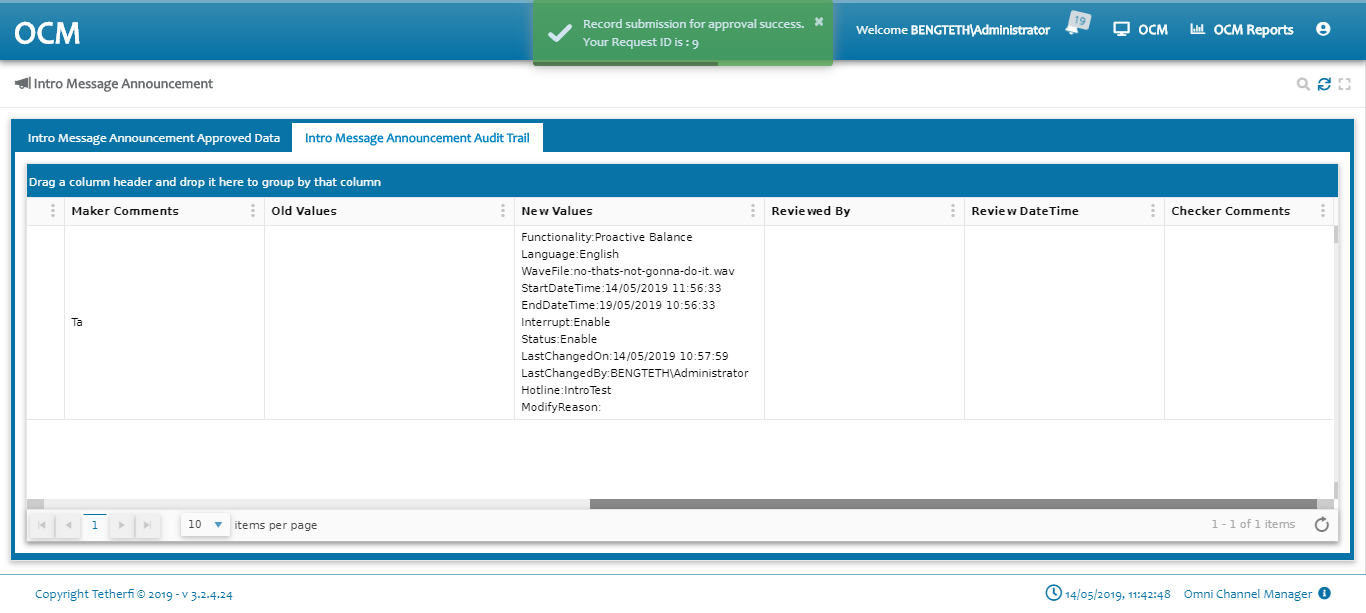 OCM
Record submission for approval success.
Your Request ID is : 9
Welcome BENGTETH\Administrator
19
OCM
OCM Reports
Intro Message Announcement
Intro Message Announcement Approved Data
Intro Message Announcement Audit Trail
Drag a column header and drop it here to group by that column
Maker Comments
Old Values
New Values
Reviewed By
Review DateTime
Checker Comments
Ta
Functionality:Proactive Balance
Language:English
WaveFile:no-thats-not-gonna-do-it.wav
StartDateTime:14/05/2019 11:56:33
EndDateTime:19/05/2019 10:56:33
Interrupt:Enable
Status:Enable
LastChangedOn:14/05/2019 10:57:59
LastChangedBy:BENGTETH\Administrator
Hotline:IntroTest
ModifyReason:
1
10
items per page
1 - 1 of 1 items
Copyright Tetherfi © 2019 - v 3.2.4.24
14/05/2019, 11:42:48
Omni Channel Manager